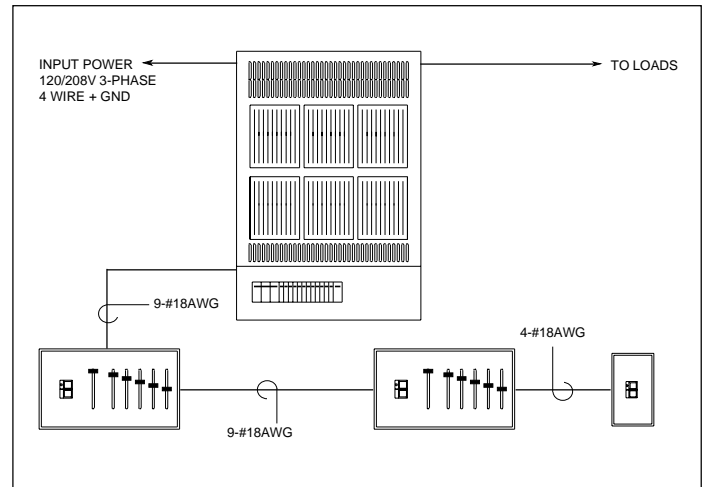 INPUT POWER
120/208V 3-PHASE
4 WIRE + GND
TO LOADS
9-#18AWG
4-#18AWG
9-#18AWG